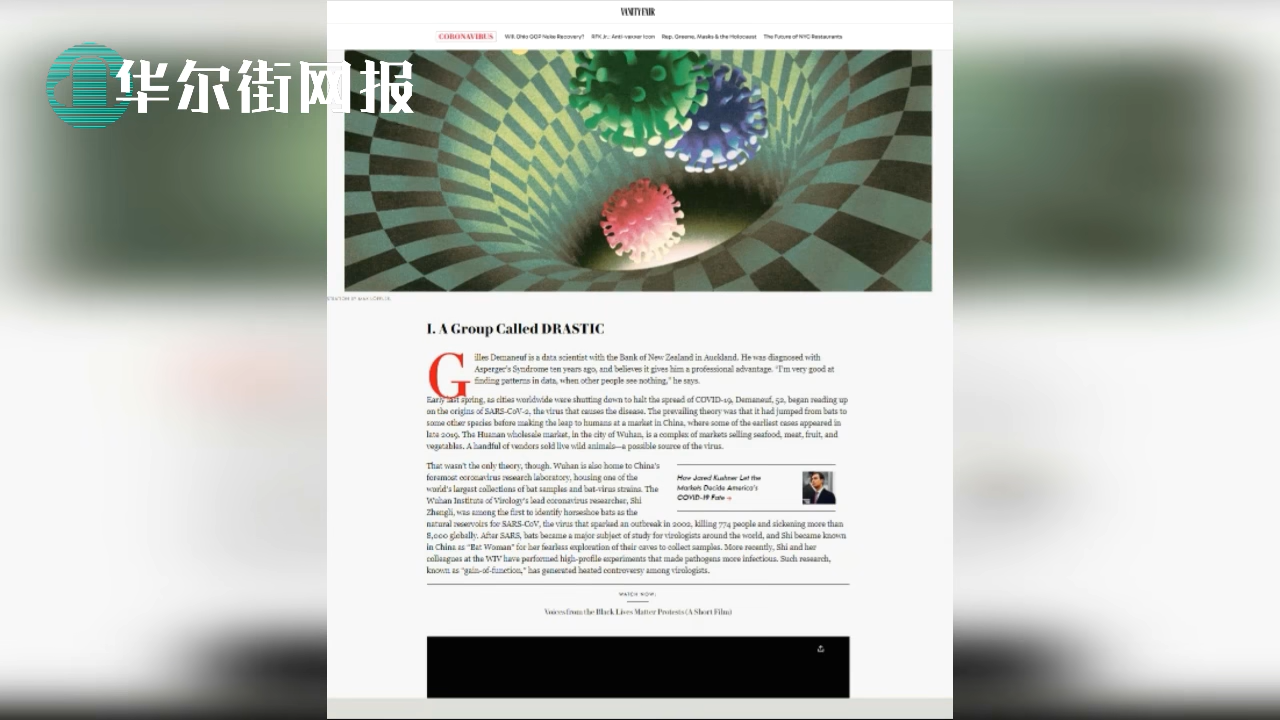 VANITY FAIR
CORONAVIRUS Will Ohio GOP Nuke Recovery? RFK Jr.: Anti-vaxxer Icon Rep. Greene, Masks & the Holocaust The Future of NYC Restaurants
华尔街网报
I. A Group Called DRASTIC
Gilles Demaneuf is a data scientist with the Bank of New Zealand in Auckland. He was diagnosed with
Asperger's Syndrome ten years ago, and believes it gives him a professional advantage. "I'm very good at
finding patterns in data, when other people see nothing," he says.
Early last spring, as cities worldwide were shutting down to halt the spread of COVID-19, Demaneuf, 52, began reading up
on the origins of SARS-CoV-2, the virus that causes the disease. The prevailing theory was that it had jumped from bats to
some other species before making the leap to humans at a market in China, where some of the earliest cases appeared in
late 2019. The Huanan wholesale market, in the city of Wuhan, is a complex of markets selling seafood, meat, fruit, and
vegetables. A handful of vendors sold live wild animals—a possible source of the virus.
That wasn't the only theory, though. Wuhan is also home to China's
foremost coronavirus research laboratory, housing one of the
world's largest collections of bat samples and bat-virus strains. The
Wuhan Institute of Virology's lead coronavirus researcher, Shi
Zhengli, was among the first to identify horseshoe bats as the
natural reservoirs for SARS-CoV, the virus that sparked an outbreak in 2002, killing 774 people and sickening more than
8,000 globally. After SARS, bats became a major subject of study for virologists around the world, and Shi became known
in China as "Bat Woman" for her fearless exploration of their caves to collect samples. More recently, Shi and her
colleagues at the WIV have performed high-profile experiments that made pathogens more infectious. Such research,
known as "gain-of-function," has generated heated controversy among virologists.
How Jared Kushner Let the
Markets Decide America's
COVID-19 Fate →
WATCH NOW:
Voices from the Black Lives Matter Protests (A Short Film)